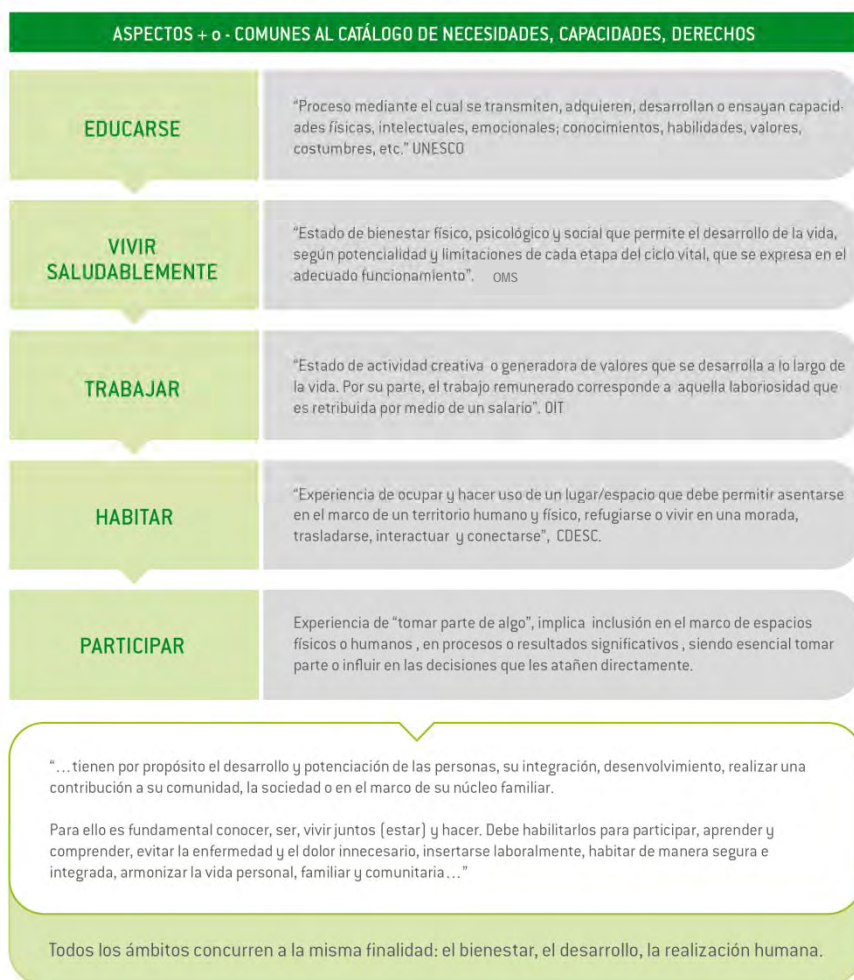 ASPECTOS + o - COMUNES AL CATÁLOGO DE NECESIDADES, CAPACIDADES, DERECHOS
EDUCARSE
"Proceso mediante el cual se transmiten, adquieren, desarrollan o ensayan capacid-
ades físicas, intelectuales, emocionales; conocimientos, habilidades, valores,
costumbres, etc." UNESCO
VIVIR
SALUDABLEMENTE
"Estado de bienestar físico, psicológico y social que permite el desarrollo de la vida,
según potencialidad y limitaciones de cada etapa del ciclo vital, que se expresa en el
adecuado funcionamiento". OMS
TRABAJAR
"Estado de actividad creativa o generadora de valores que se desarrolla a lo largo de
la vida. Por su parte, el trabajo remunerado corresponde a aquella laboriosidad que
es retribuida por medio de un salario". OIT
HABITAR
"Experiencia de ocupar y hacer uso de un lugar/espacio que debe permitir asentarse
en el marco de un territorio humano y físico, refugiarse o vivir en una morada,
trasladarse, interactuar y conectarse", CDESC.
PARTICIPAR
Experiencia de "tomar parte de algo", implica inclusión en el marco de espacios
físicos o humanos , en procesos o resultados significativos , siendo esencial tomar
parte o influir en las decisiones que les atañen directamente.
"...tienen por propósito el desarrollo y potenciación de las personas, su integración, desenvolvimiento, realizar una
contribución a su comunidad, la sociedad o en el marco de su núcleo familiar.
Para ello es fundamental conocer, ser, vivir juntos (estar) y hacer. Debe habilitarlos para participar, aprender y
comprender, evitar la enfermedad y el dolor innecesario, insertarse laboralmente, habitar de manera segura e
integrada, armonizar la vida personal, familiar y comunitaria..."
Todos los ámbitos concurren a la misma finalidad: el bienestar, el desarrollo, la realización humana.